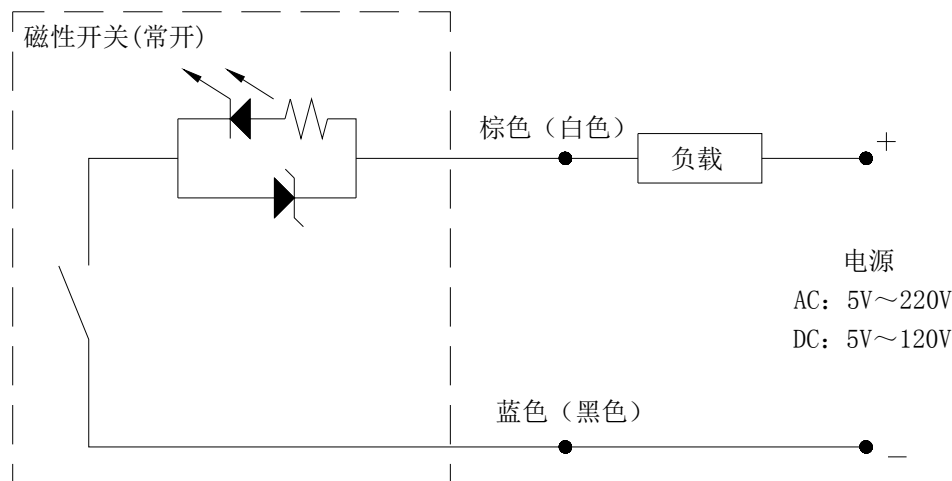 磁性开关(常开)
棕色（白色）
负载
+
电源
AC: 5V～220V
DC: 5V～120V
蓝色（黑色）
—